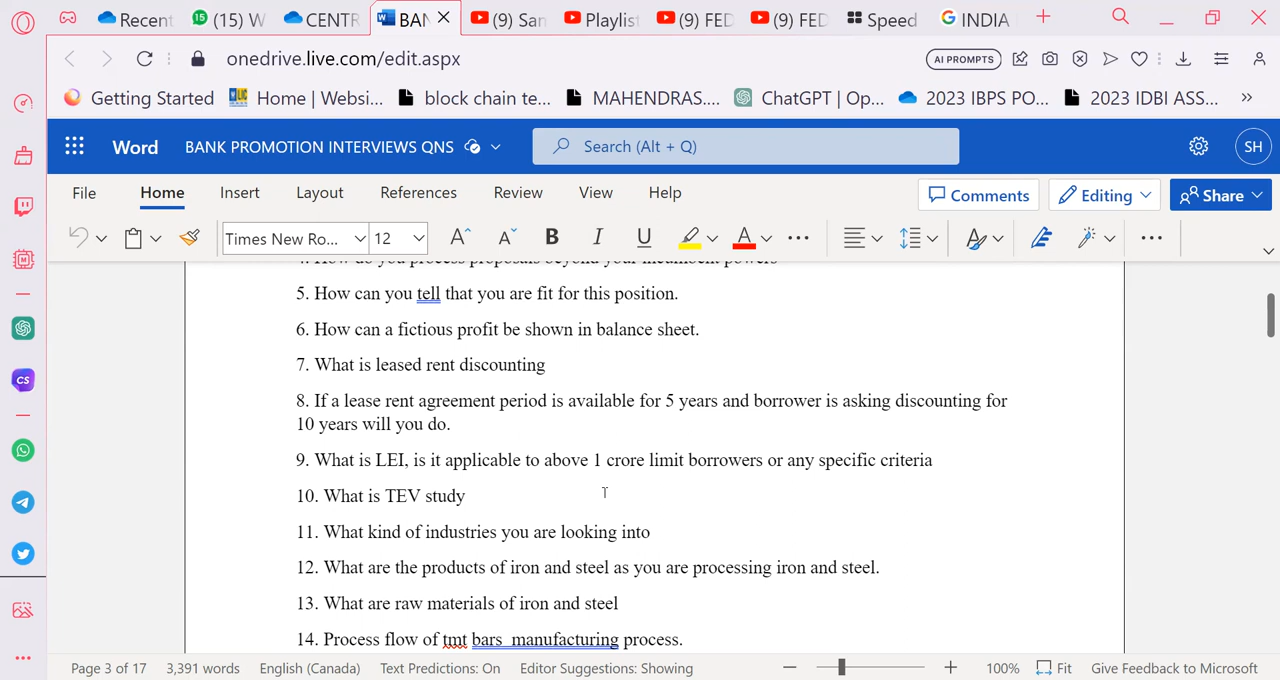 Recent
(15) W
CENTR
BAN
(9) San
Playlist
(9) FED
(9) FED
Speed
INDIA
onedrive.live.com/edit.aspx
AI PROMPTS
Getting Started
Home | Websi...
block chain te...
MAHENDRAS....
ChatGPT | Op...
2023 IBPS PO...
2023 IDBI ASS...
Word
BANK PROMOTION INTERVIEWS QNS
Search (Alt + Q)
SH
File
Home
Insert
Layout
References
Review
View
Help
Comments
Editing
Share
Times New Ro...
12
4. How do you process proposals beyond your incumbent powers
5. How can you tell that you are fit for this position.
6. How can a fictious profit be shown in balance sheet.
7. What is leased rent discounting
8. If a lease rent agreement period is available for 5 years and borrower is asking discounting for
10 years will you do.
9. What is LEI, is it applicable to above 1 crore limit borrowers or any specific criteria
10. What is TEV study
11. What kind of industries you are looking into
12. What are the products of iron and steel as you are processing iron and steel.
13. What are raw materials of iron and steel
14. Process flow of tmt bars  manufacturing process.
Page 3 of 17
3,391 words
English (Canada)
Text Predictions: On
Editor Suggestions: Showing
100%
Fit
Give Feedback to Microsoft